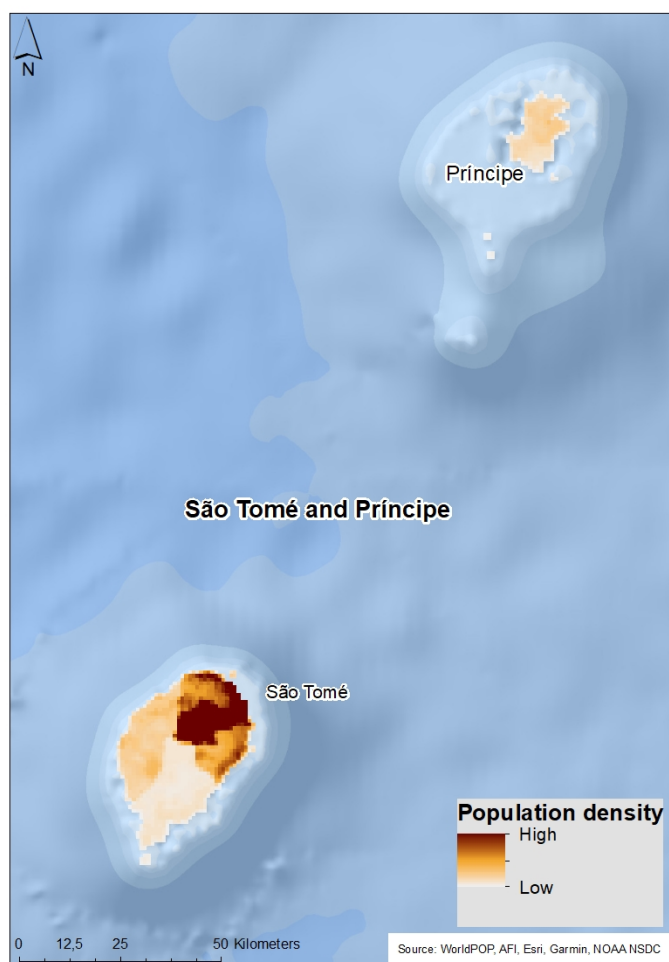 N
Príncipe
São Tomé and Príncipe
São Tomé
Population density
High
Low
0 12,5 25 50 Kilometers
Source: WorldPOP, AFI, Esri, Garmin, NOAA NSDC